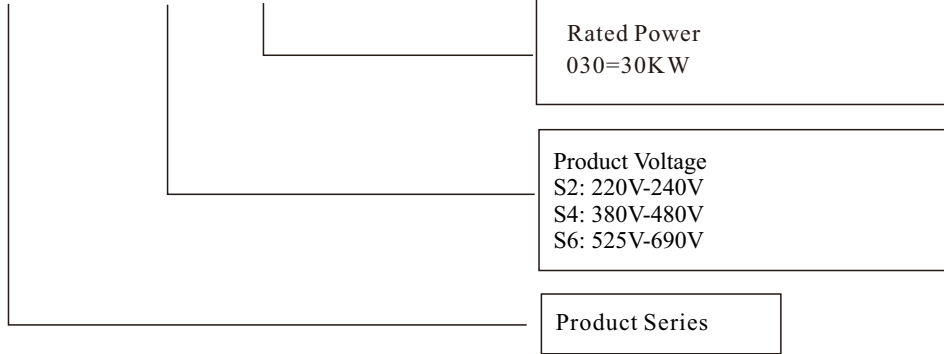 Rated Power
030=30KW
Product Voltage
S2: 220V-240V
S4: 380V-480V
S6: 525V-690V
Product Series